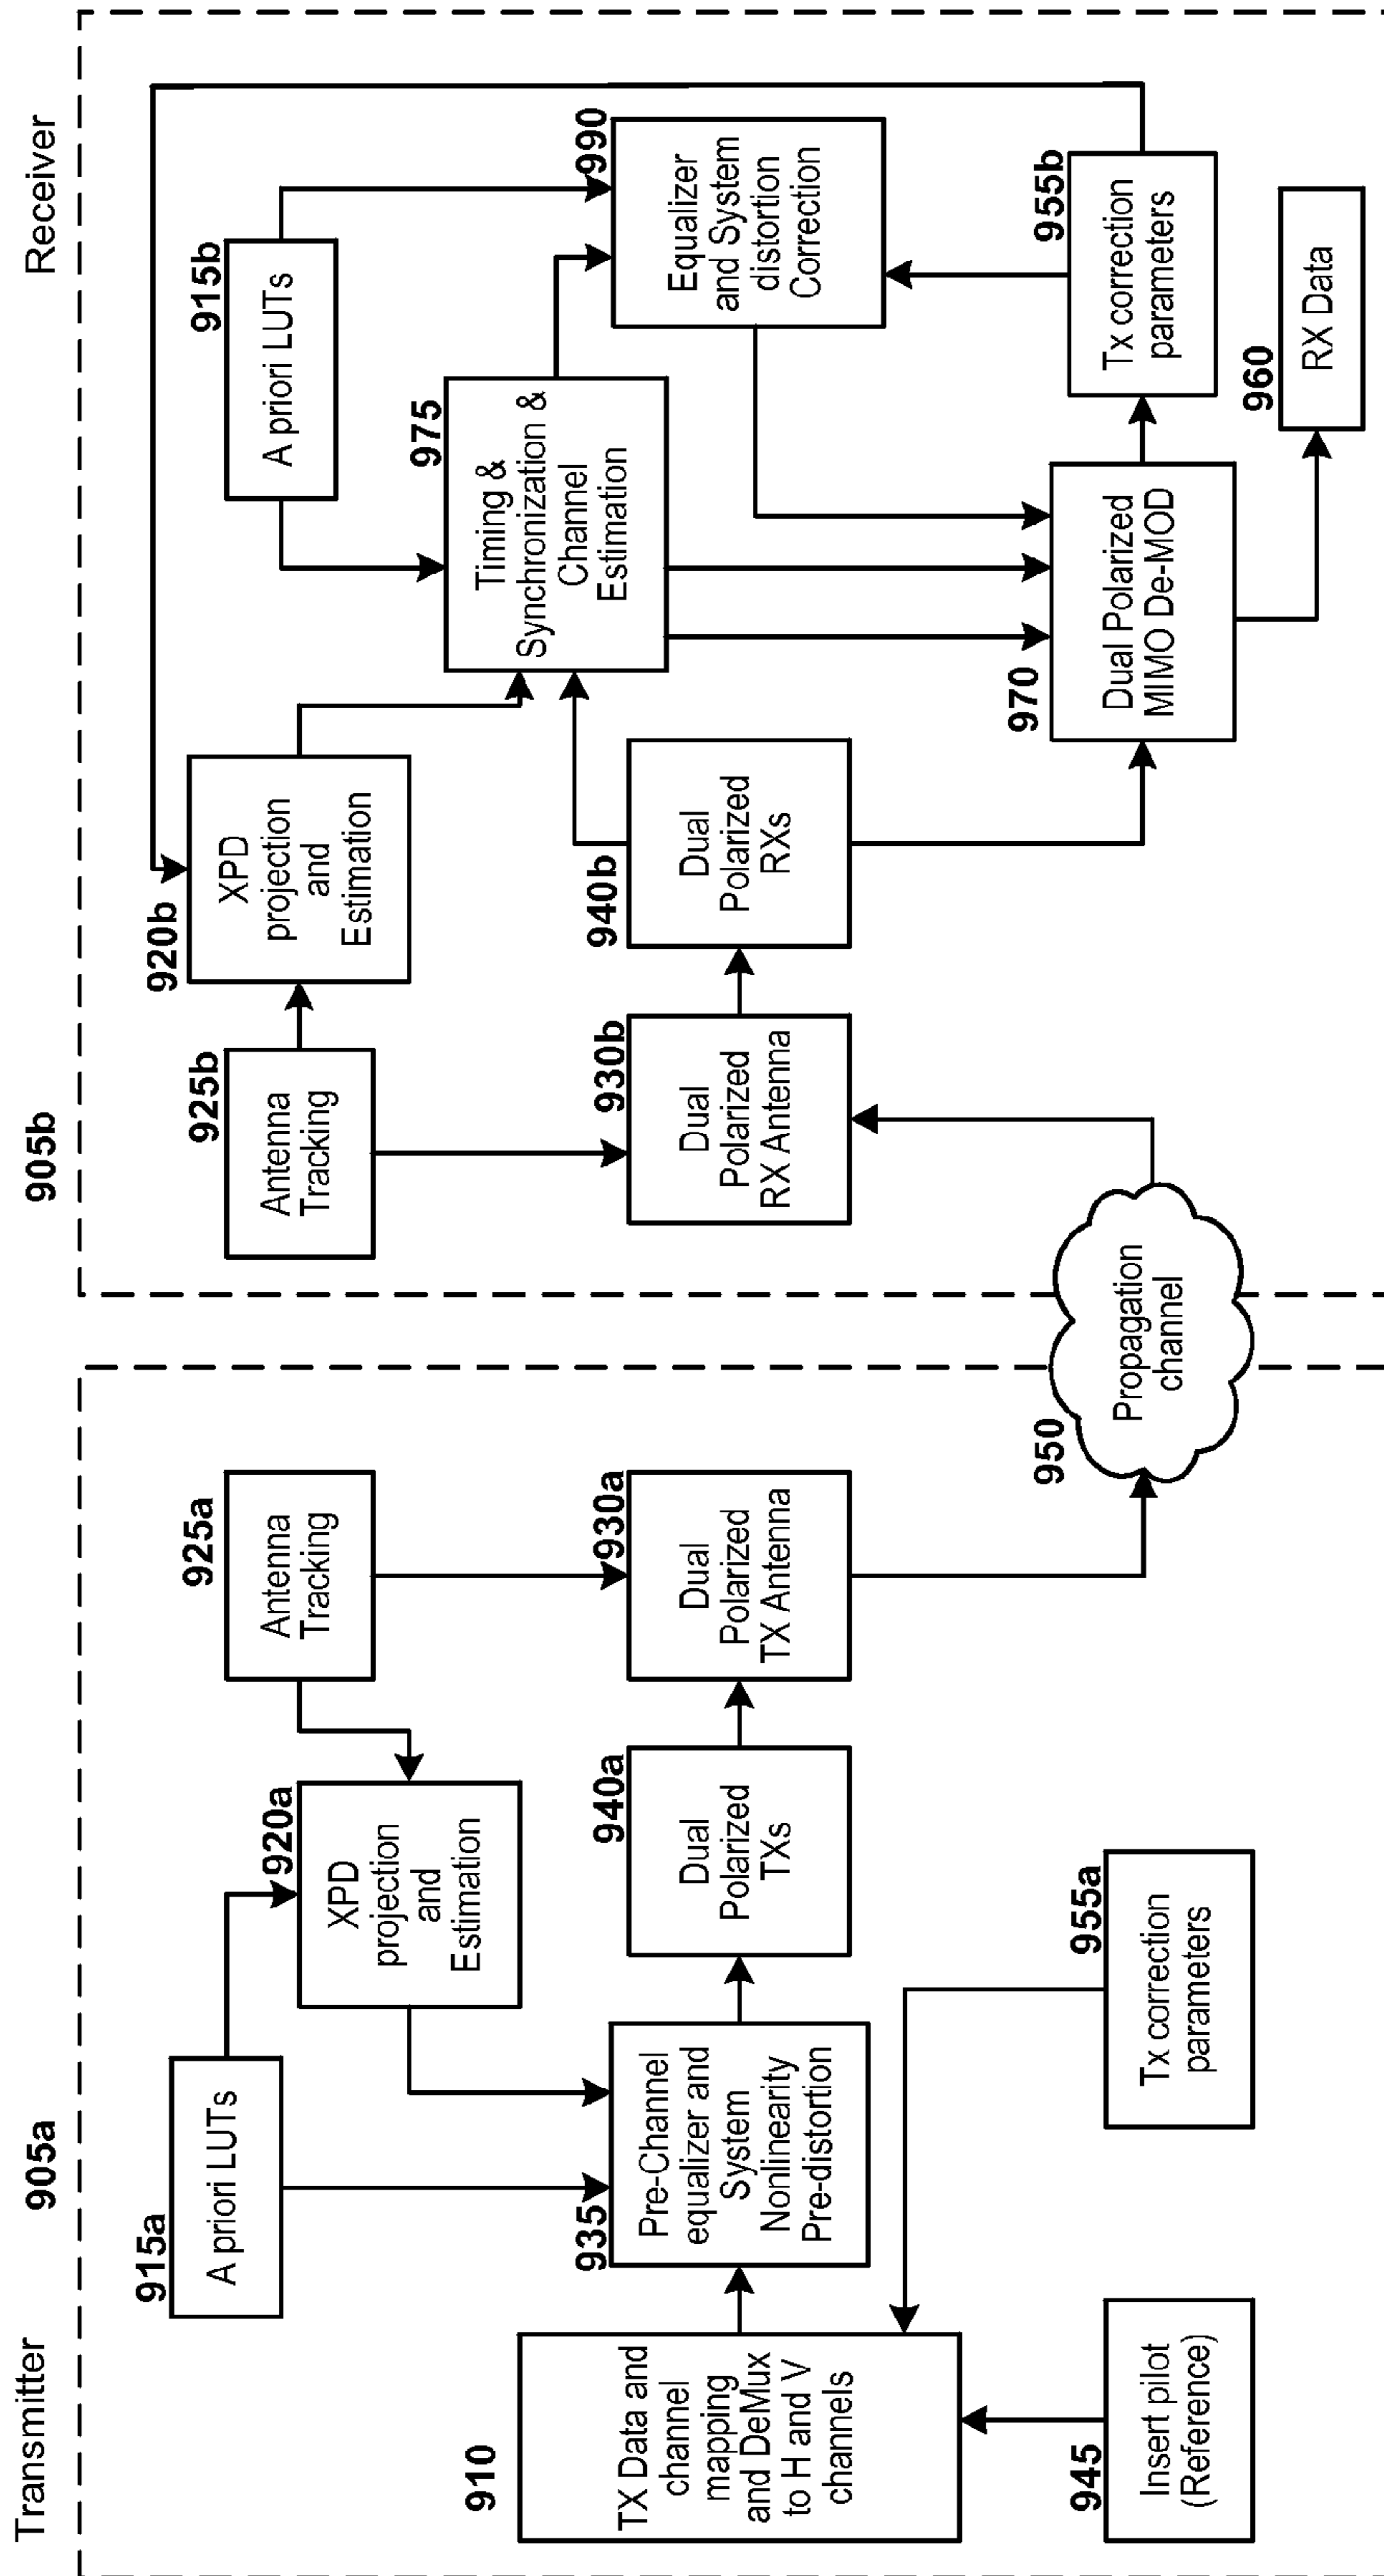 Transmitter
905a
915a
A priori LUTs
920a
XPD
projection
and
Estimation
925a
Antenna
Tracking
910
TX Data and
channel
mapping
and DeMux
to H and V
channels
935
Pre-Channel
equalizer and
System
Nonlinearity
Pre-distortion
940a
Dual
Polarized
TXs
930a
Dual
Polarized
TX Antenna
945
Insert pilot
(Reference)
955a
Tx correction
parameters
950
Propagation
channel
905b
Receiver
925b
Antenna
Tracking
920b
XPD
projection
and
Estimation
915b
A priori LUTs
930b
Dual
Polarized
RX Antenna
940b
Dual
Polarized
RXs
975
Timing &
Synchronization &
Channel
Estimation
990
Equalizer
and System
distortion
Correction
970
Dual Polarized
MIMO De-MOD
955b
Tx correction
parameters
960
RX Data